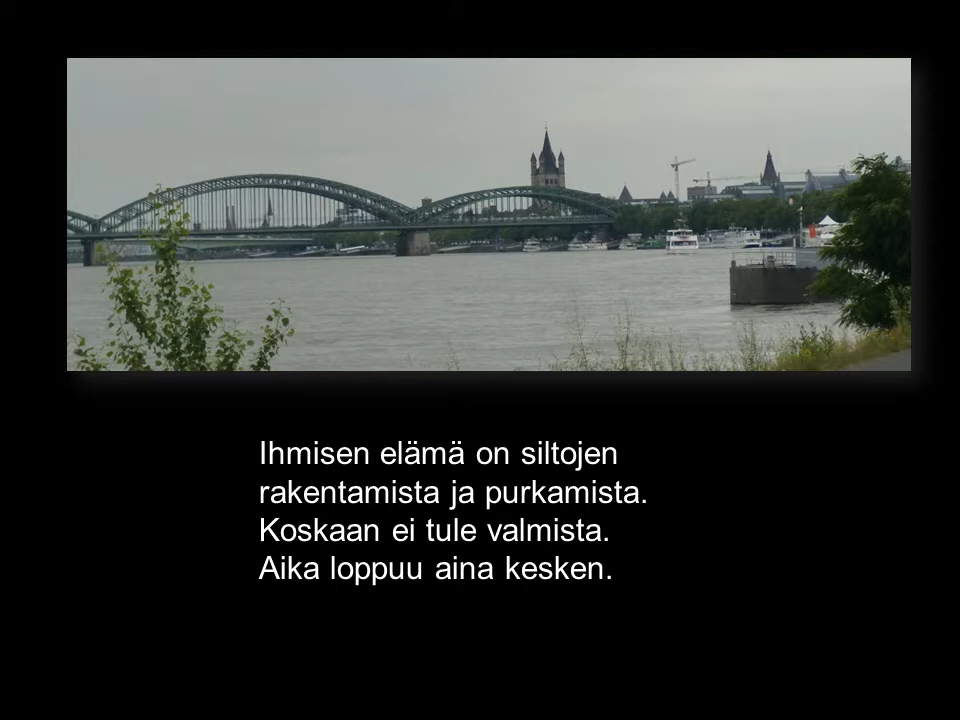 Ihmisen elämä on siltojen
rakentamista ja purkamista.
Koskaan ei tule valmista.
Aika loppuu aina kesken.